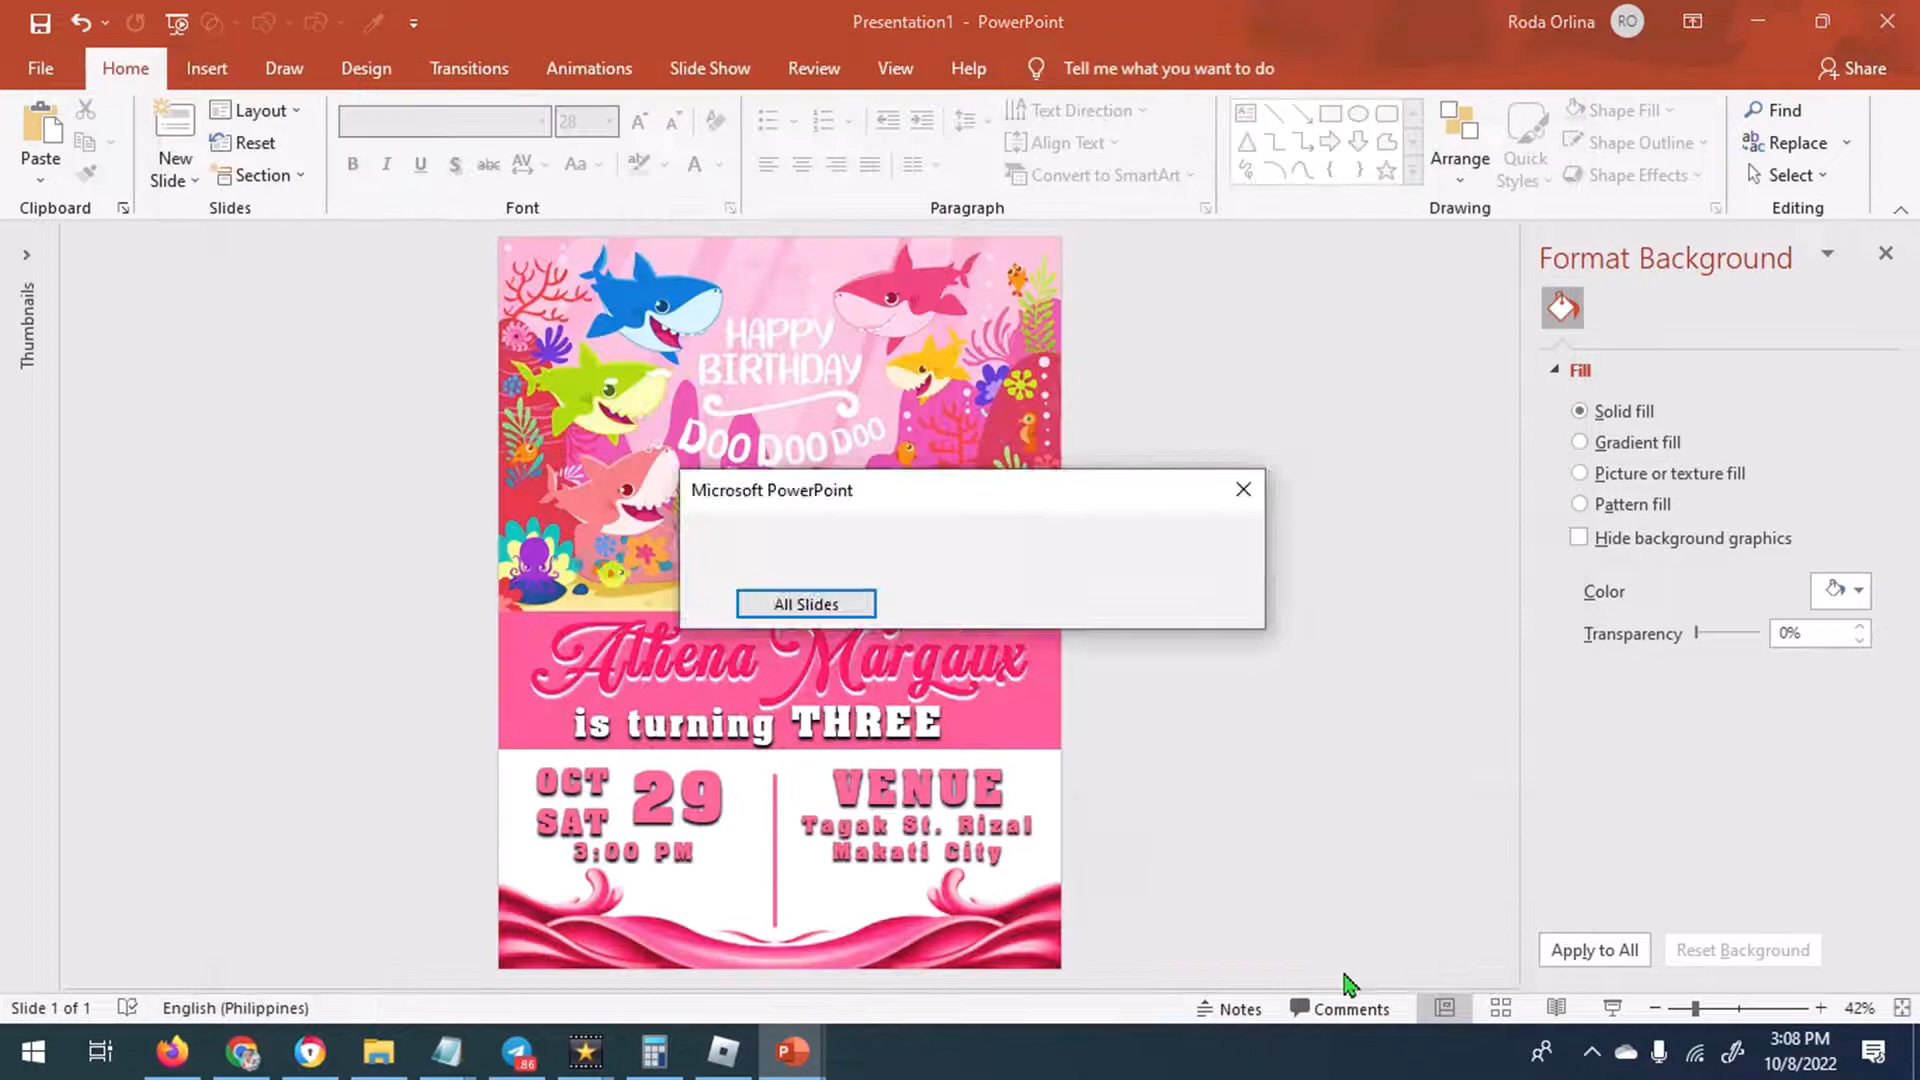 Presentation1 - PowerPoint
Roda Orlina
RO
File
Home
Insert
Draw
Design
Transitions
Animations
Slide Show
Review
View
Help
Tell me what you want to do
Share
Paste
Clipboard
New
Slide
Layout
Reset
Section
Slides
28
B
I
U
S
abc
AV
Aa
A
Font
Text Direction
Align Text
Convert to SmartArt
Paragraph
Arrange
Quick
Styles
Shape Fill
Shape Outline
Shape Effects
Drawing
Find
Replace
Select
Editing
Thumbnails
HAPPY
BIRTHDAY
DOO DOO DOO
Microsoft PowerPoint
All Slides
Athena Margaux
is turning THREE
OCT
SAT
29
3:00 PM
VENUE
Tagak St. Rizal
Makati City
Format Background
Fill
Solid fill
Gradient fill
Picture or texture fill
Pattern fill
Hide background graphics
Color
Transparency
0%
Apply to All
Reset Background
Slide 1 of 1
English (Philippines)
Notes
Comments
42%
86
3:08 PM
10/8/2022